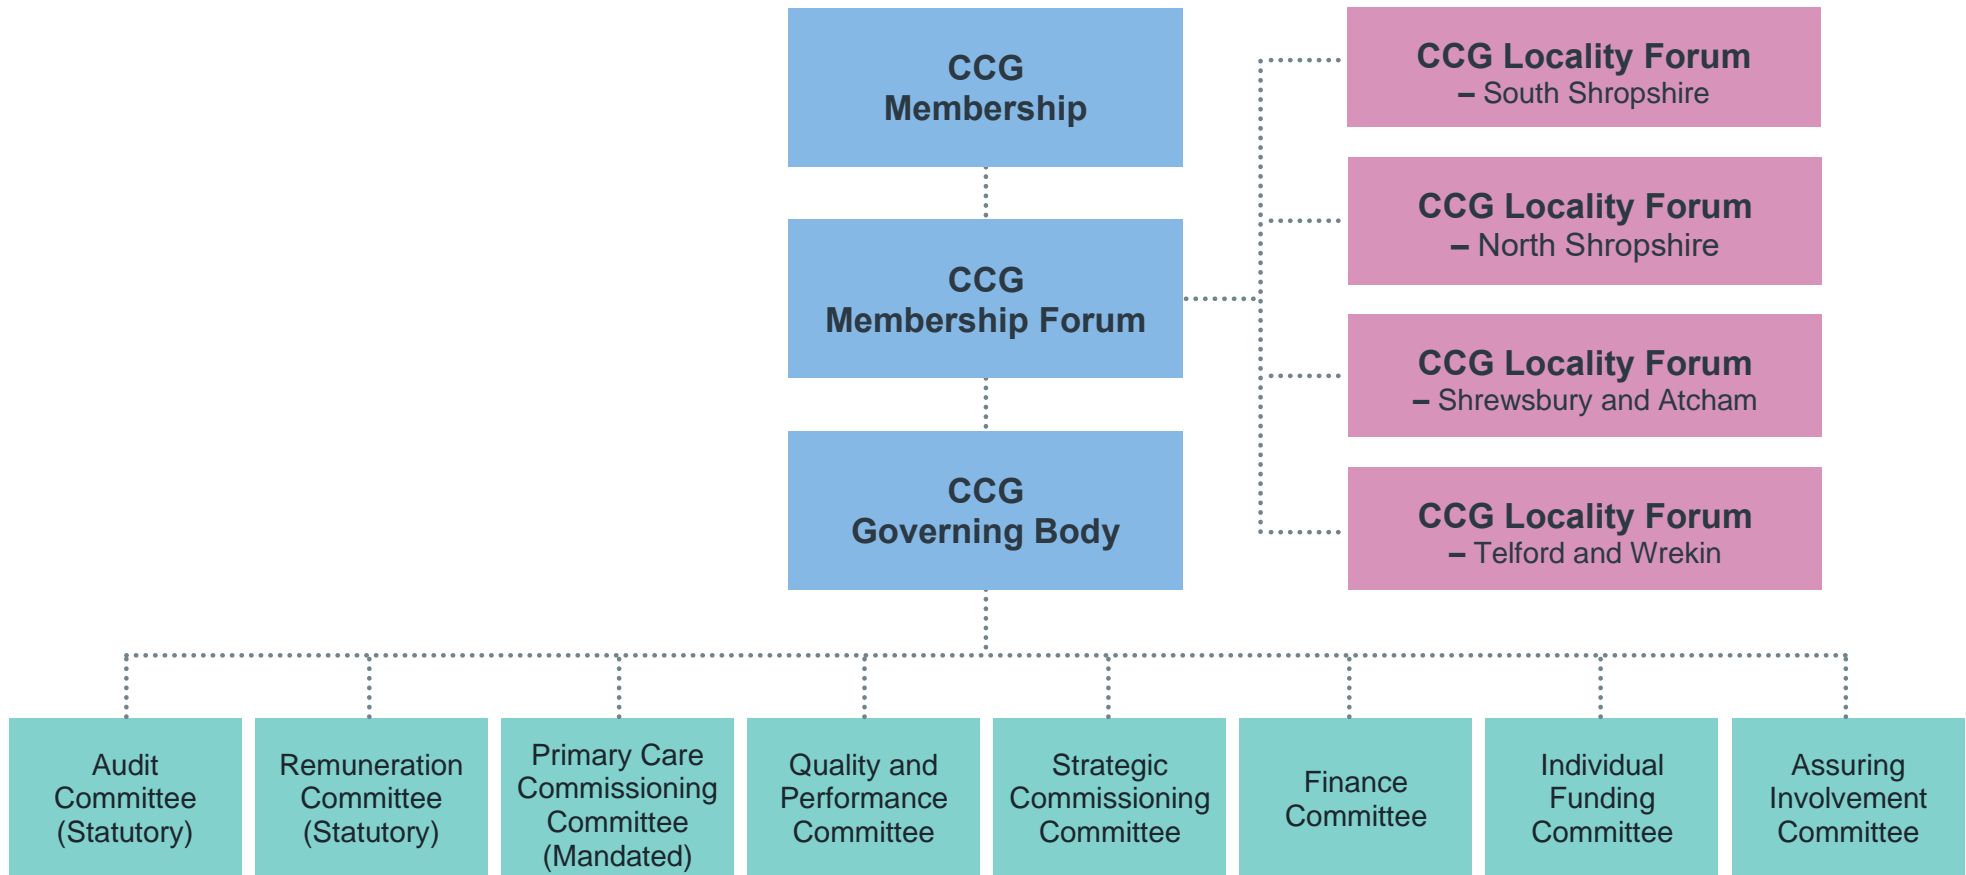 CCG
Membership
CCG
Membership Forum
CCG
Governing Body
CCG Locality Forum
– South Shropshire
CCG Locality Forum
– North Shropshire
CCG Locality Forum
– Shrewsbury and Atcham
CCG Locality Forum
– Telford and Wrekin
Audit
Committee
(Statutory)
Remuneration
Committee
(Statutory)
Primary Care
Commissioning
Committee
(Mandated)
Quality and
Performance
Committee
Strategic
Commissioning
Committee
Finance
Committee
Individual
Funding
Committee
Assuring
Involvement
Committee